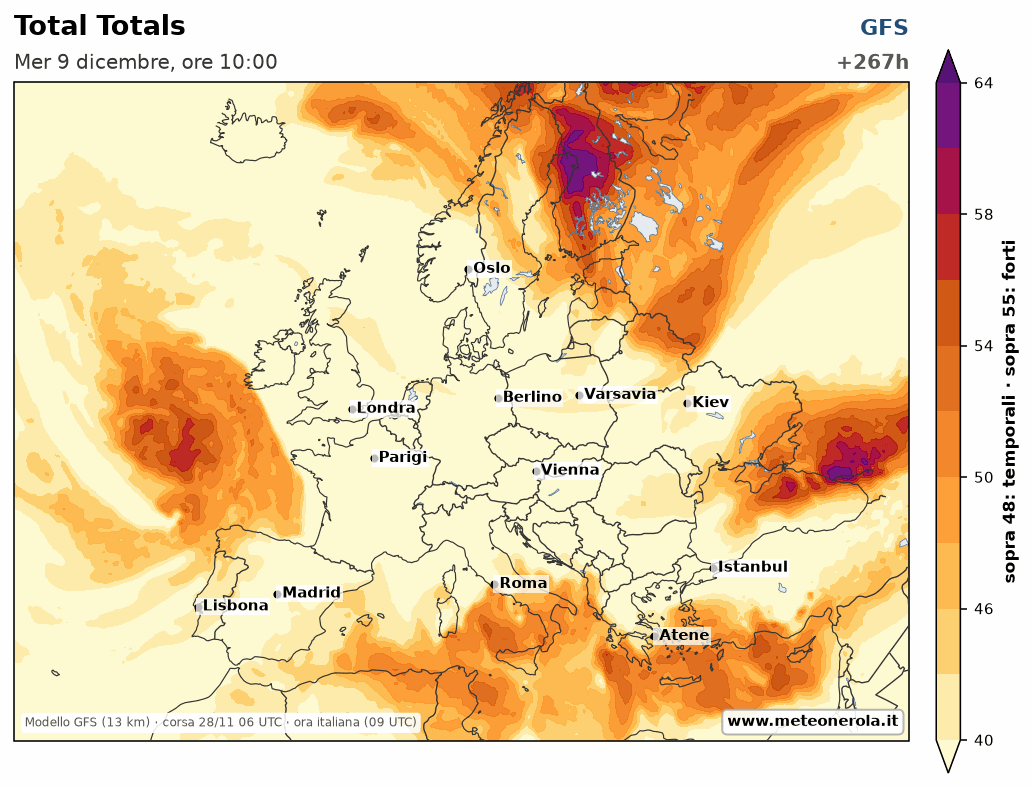 Total Totals
GFS
Mer 9 dicembre, ore 10:00
+267h
64
58
54
50
46
40
sopra 48: temporali · sopra 55: forti
Oslo
Berlino
Varsavia
Kiev
Londra
Parigi
Vienna
Istanbul
Roma
Madrid
Lisbona
Atene
Modello GFS (13 km) · corsa 28/11 06 UTC · ora italiana (09 UTC)
www.meteonerola.it